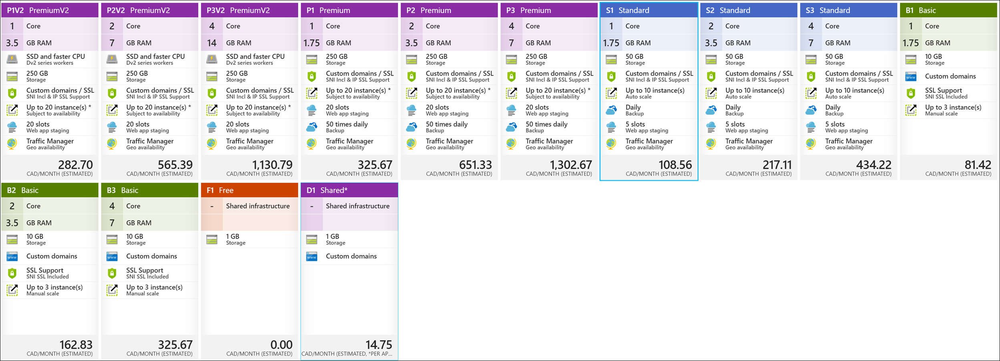 P1V2 PremiumV2
1 Core
3.5 GB RAM
SSD and faster CPU
Dv2 series workers
250 GB
Storage
Custom domains / SSL
SNI Incl & IP SSL Support
Up to 20 instance(s) *
Subject to availability
20 slots
Web app staging
Traffic Manager
Geo availability
282.70
CAD/MONTH (ESTIMATED)
P2V2 PremiumV2
2 Core
7 GB RAM
SSD and faster CPU
Dv2 series workers
250 GB
Storage
Custom domains / SSL
SNI Incl & IP SSL Support
Up to 20 instance(s) *
Subject to availability
20 slots
Web app staging
Traffic Manager
Geo availability
565.39
CAD/MONTH (ESTIMATED)
P3V2 PremiumV2
4 Core
14 GB RAM
SSD and faster CPU
Dv2 series workers
250 GB
Storage
Custom domains / SSL
SNI Incl & IP SSL Support
Up to 20 instance(s) *
Subject to availability
20 slots
Web app staging
Traffic Manager
Geo availability
1,130.79
CAD/MONTH (ESTIMATED)
P1 Premium
1 Core
1.75 GB RAM
250 GB
Storage
Custom domains / SSL
SNI Incl & IP SSL Support
Up to 20 instance(s) *
Subject to availability
20 slots
Web app staging
50 times daily
Backup
Traffic Manager
Geo availability
325.67
CAD/MONTH (ESTIMATED)
P2 Premium
2 Core
3.5 GB RAM
250 GB
Storage
Custom domains / SSL
SNI Incl & IP SSL Support
Up to 20 instance(s) *
Subject to availability
20 slots
Web app staging
50 times daily
Backup
Traffic Manager
Geo availability
651.33
CAD/MONTH (ESTIMATED)
P3 Premium
4 Core
7 GB RAM
250 GB
Storage
Custom domains / SSL
SNI Incl & IP SSL Support
Up to 20 instance(s) *
Subject to availability
20 slots
Web app staging
50 times daily
Backup
Traffic Manager
Geo availability
1,302.67
CAD/MONTH (ESTIMATED)
S1 Standard
1 Core
1.75 GB RAM
50 GB
Storage
Custom domains / SSL
SNI Incl & IP SSL Support
Up to 10 instance(s)
Auto scale
Daily
Backup
5 slots
Web app staging
Traffic Manager
Geo availability
108.56
CAD/MONTH (ESTIMATED)
S2 Standard
2 Core
3.5 GB RAM
50 GB
Storage
Custom domains / SSL
SNI Incl & IP SSL Support
Up to 10 instance(s)
Auto scale
Daily
Backup
5 slots
Web app staging
Traffic Manager
Geo availability
217.11
CAD/MONTH (ESTIMATED)
S3 Standard
4 Core
7 GB RAM
50 GB
Storage
Custom domains / SSL
SNI Incl & IP SSL Support
Up to 10 instance(s)
Auto scale
Daily
Backup
5 slots
Web app staging
Traffic Manager
Geo availability
434.22
CAD/MONTH (ESTIMATED)
B1 Basic
1 Core
1.75 GB RAM
10 GB
Storage
www Custom domains
SSL Support
SNI SSL Included
Up to 3 instance(s)
Manual scale
81.42
CAD/MONTH (ESTIMATED)
B2 Basic
2 Core
3.5 GB RAM
10 GB
Storage
www Custom domains
SSL Support
SNI SSL Included
Up to 3 instance(s)
Manual scale
162.83
CAD/MONTH (ESTIMATED)
B3 Basic
4 Core
7 GB RAM
10 GB
Storage
www Custom domains
SSL Support
SNI SSL Included
Up to 3 instance(s)
Manual scale
325.67
CAD/MONTH (ESTIMATED)
F1 Free
- Shared infrastructure
1 GB
Storage
0.00
CAD/MONTH (ESTIMATED)
D1 Shared*
- Shared infrastructure
1 GB
Storage
www Custom domains
14.75
CAD/MONTH (ESTIMATED, *PER AP...